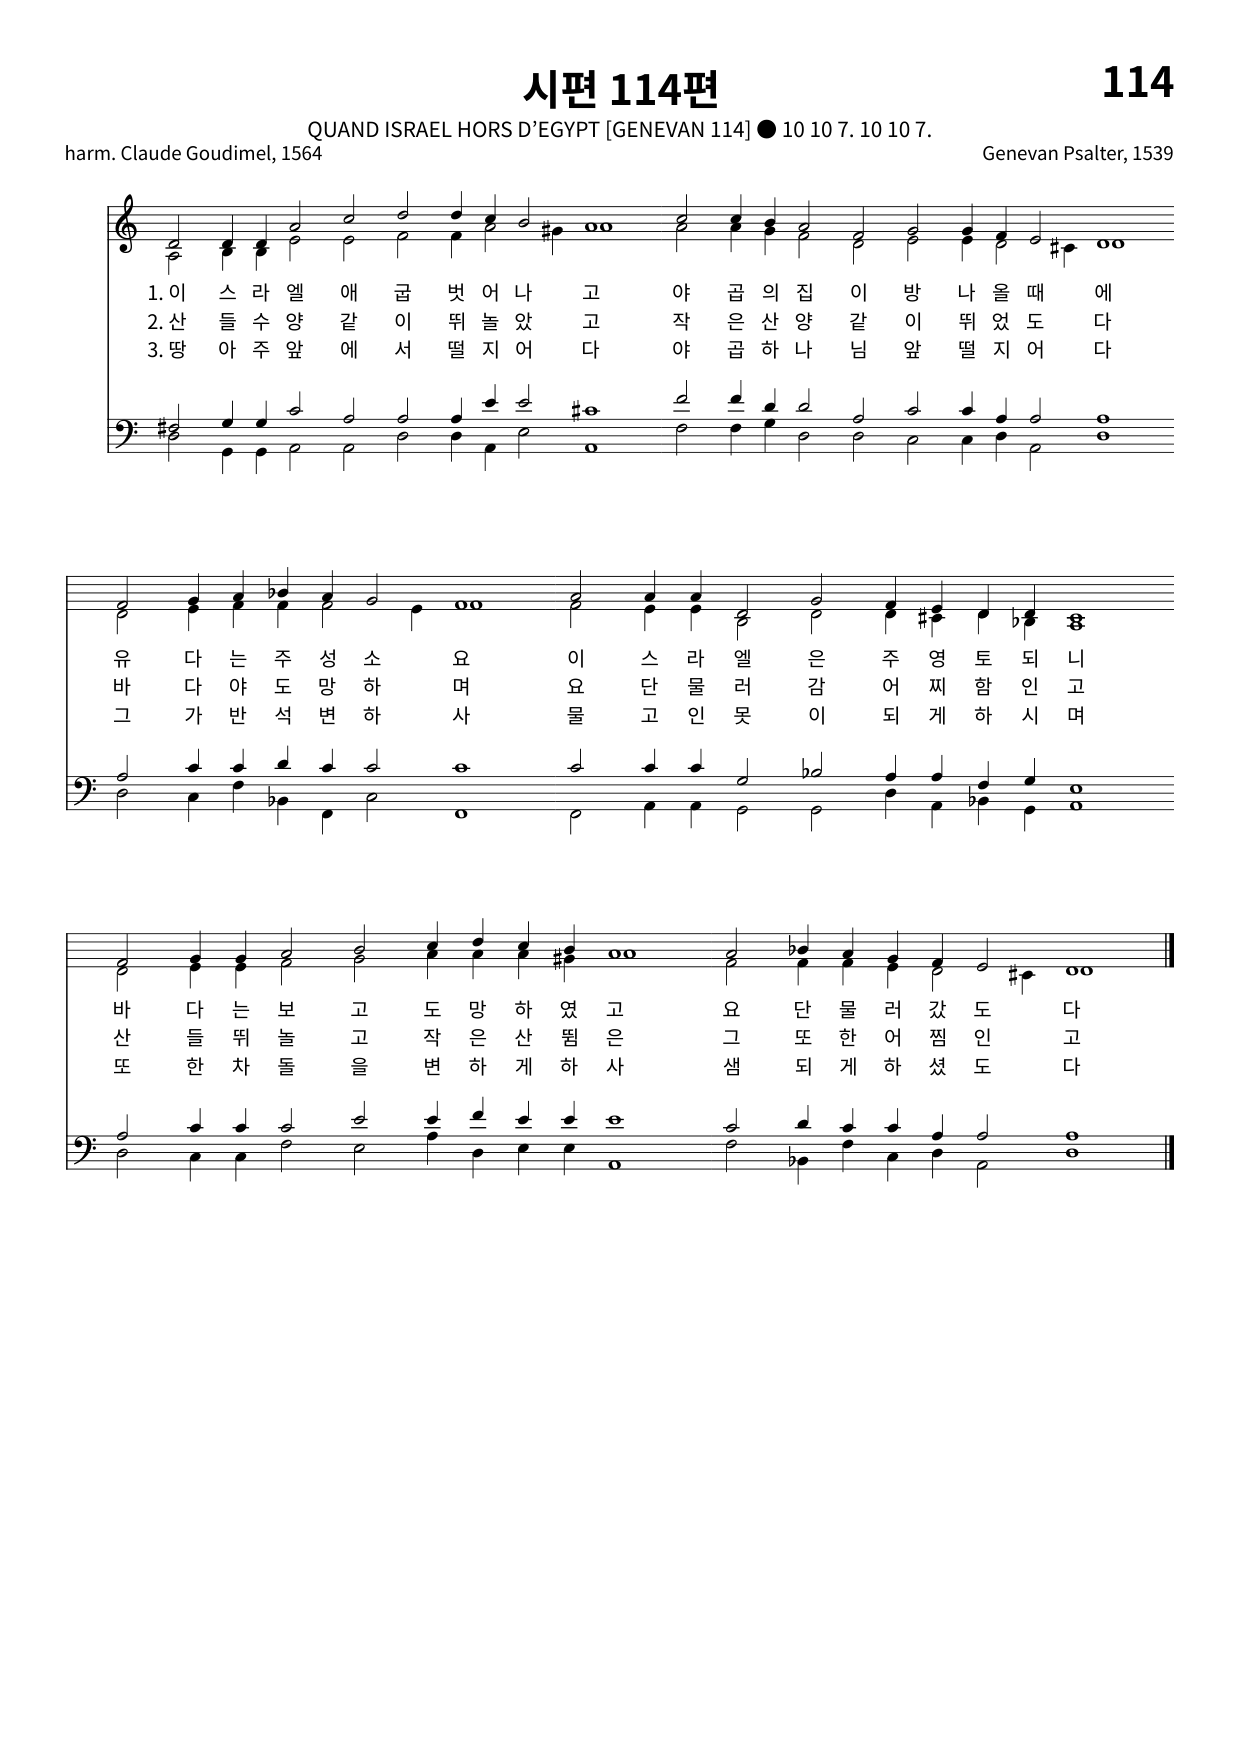 시편 114편
114
QUAND ISRAEL HORS D’EGYPT [GENEVAN 114] ● 10 10 7. 10 10 7.
harm. Claude Goudimel, 1564
Genevan Psalter, 1539
1. 이 스 라 엘 애 굽 벗 어 나 고 야 곱 의 집 이 방 나 올 때 에
2. 산 들 수 양 같 이 뛰 놀 았 고 작 은 산 양 같 이 뛰 었 도 다
3. 땅 아 주 앞 에 서 떨 지 어 다 야 곱 하 나 님 앞 떨 지 어 다
유 다 는 주 성 소 요 이 스 라 엘 은 주 영 토 되 니
바 다 야 도 망 하 며 요 단 물 러 감 어 찌 함 인 고
그 가 반 석 변 하 사 물 고 인 못 이 되 게 하 시 며
바 다 는 보 고 도 망 하 였 고 요 단 물 러 갔 도 다
산 들 뛰 놀 고 작 은 산 뜀 은 그 또 한 어 찜 인 고
또 한 차 돌 을 변 하 게 하 사 샘 되 게 하 셨 도 다